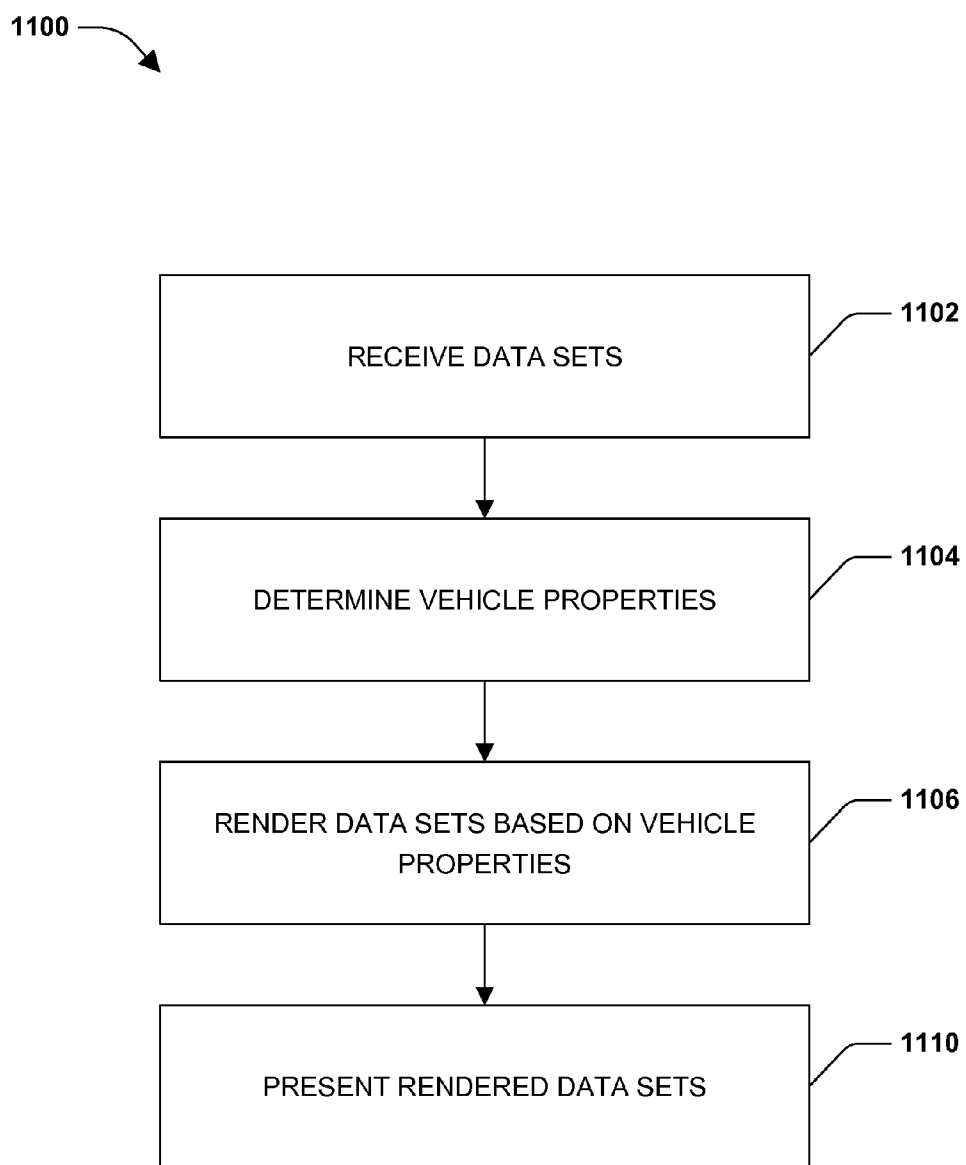 1100
RECEIVE DATA SETS
1102
DETERMINE VEHICLE PROPERTIES
1104
RENDER DATA SETS BASED ON VEHICLE
PROPERTIES
1106
PRESENT RENDERED DATA SETS
1110